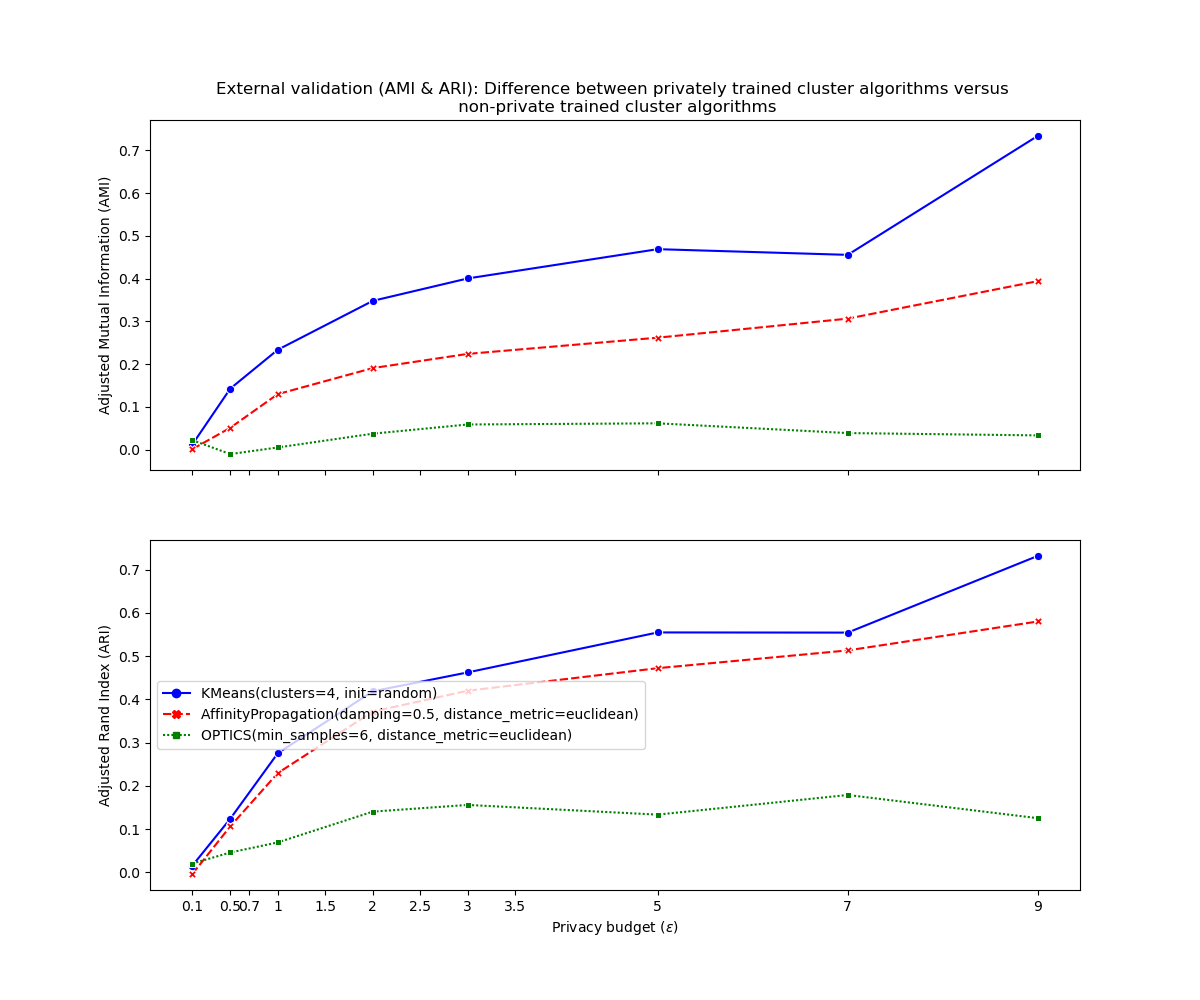 External validation (AMI & ARI): Difference between privately trained cluster algorithms versus
non-private trained cluster algorithms
0.7
0.6
0.5
0.4
0.3
0.2
0.1
0.0
Adjusted Mutual Information (AMI)
0.7
0.6
0.5
0.4
0.3
0.2
0.1
0.0
Adjusted Rand Index (ARI)
KMeans(clusters=4, init=random)
AffinityPropagation(damping=0.5, distance_metric=euclidean)
OPTICS(min_samples=6, distance_metric=euclidean)
0.1 0.5 0.7 1 1.5 2 2.5 3 3.5 5 7 9
Privacy budget (ε)